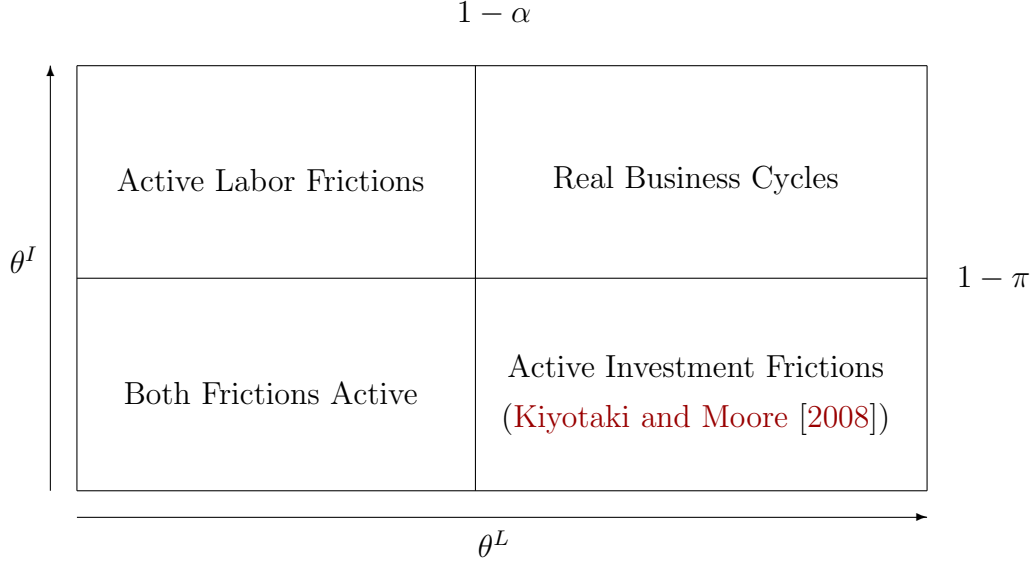 1 − α
Active Labor Frictions
Real Business Cycles
θ^I
1 − π
Both Frictions Active
Active Investment Frictions
(Kiyotaki and Moore [2008])
θ^L